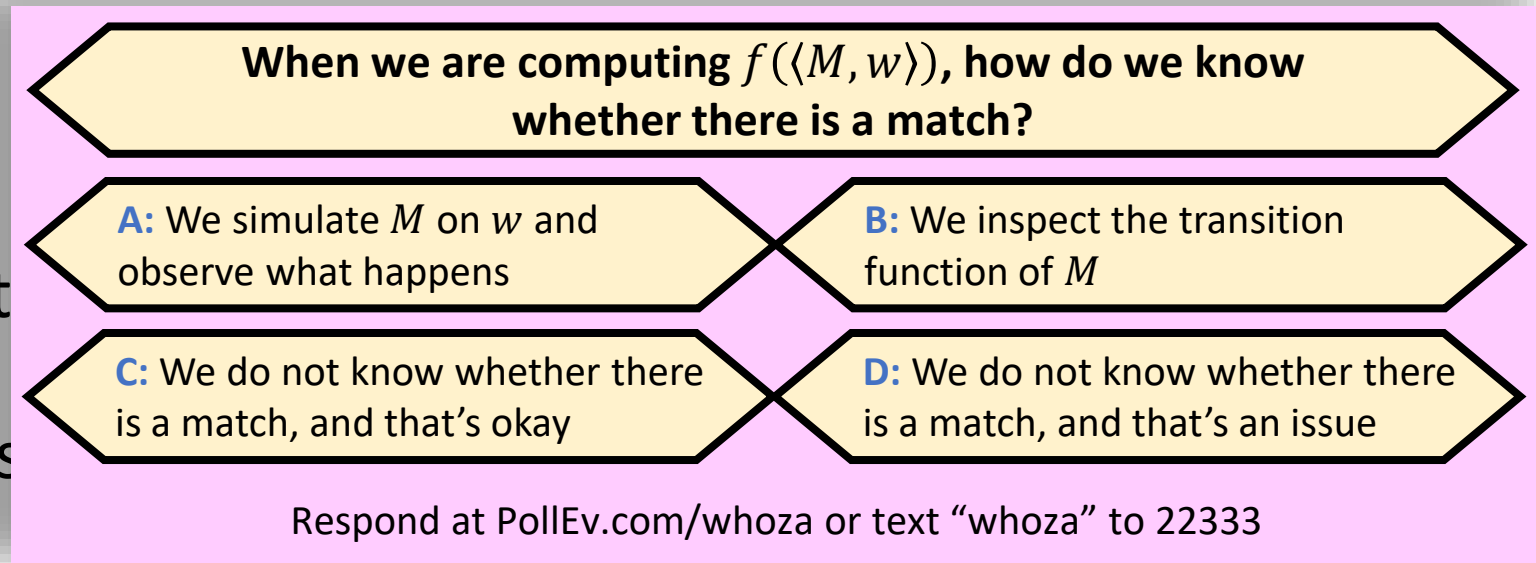 When we are computing 𝑓(⟨𝑀, 𝑤⟩), how do we know
whether there is a match?
A: We simulate 𝑀 on 𝑤 and
observe what happens
B: We inspect the transition
function of 𝑀
C: We do not know whether there
is a match, and that’s okay
D: We do not know whether there
is a match, and that’s an issue
Respond at PollEv.com/whoza or text “whoza” to 22333